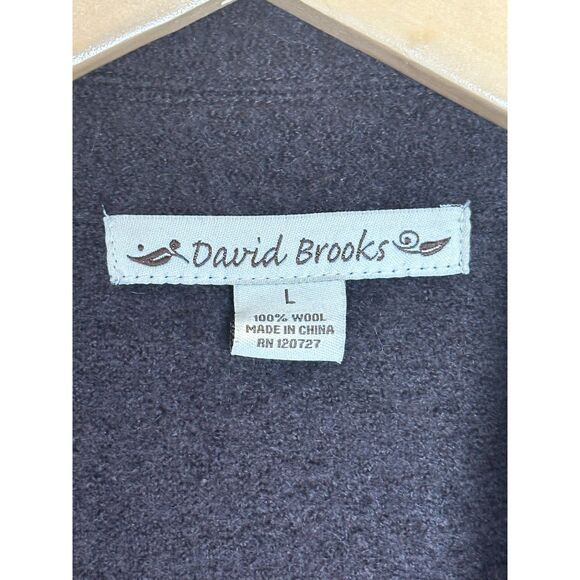 David Brooks
L
100% WOOL
MADE IN CHINA
RN 120727